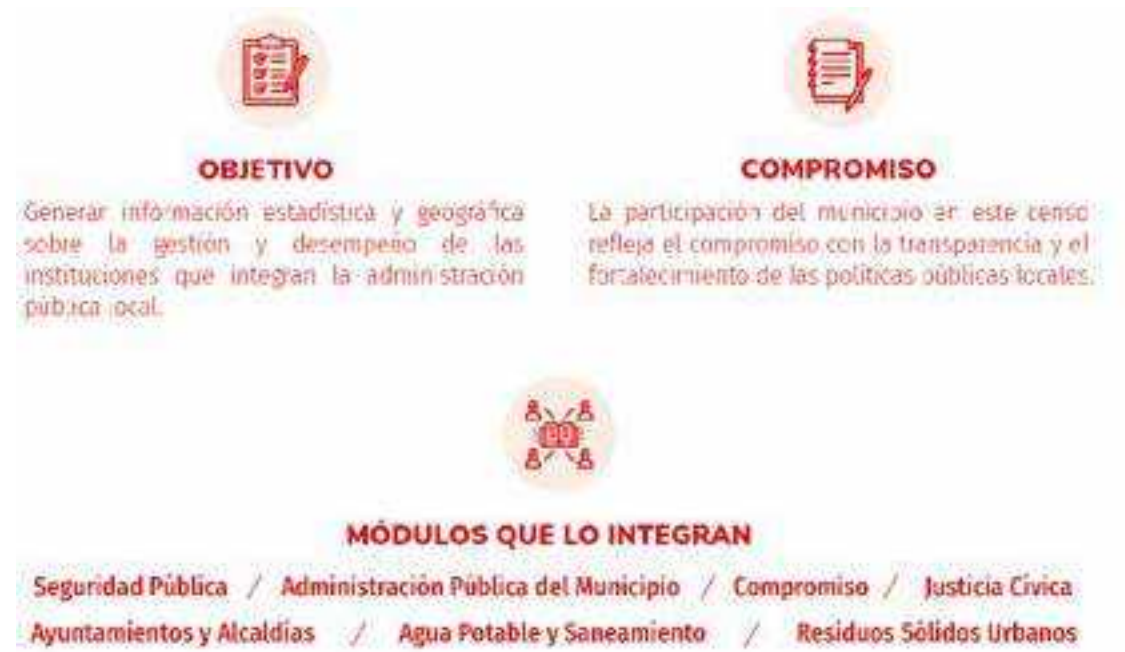 OBJETIVO
Generar información estadística y geográfica
sobre la gestión y desempeño de las
instituciones que integran la administración
pública local.
COMPROMISO
La participación del municipio en este censo
refleja el compromiso con la transparencia y el
fortalecimiento de las políticas públicas locales.
MÓDULOS QUE LO INTEGRAN
Seguridad Pública / Administración Pública del Municipio / Compromiso / Justicia Cívica
Ayuntamientos y Alcaldías / Agua Potable y Saneamiento / Residuos Sólidos Urbanos